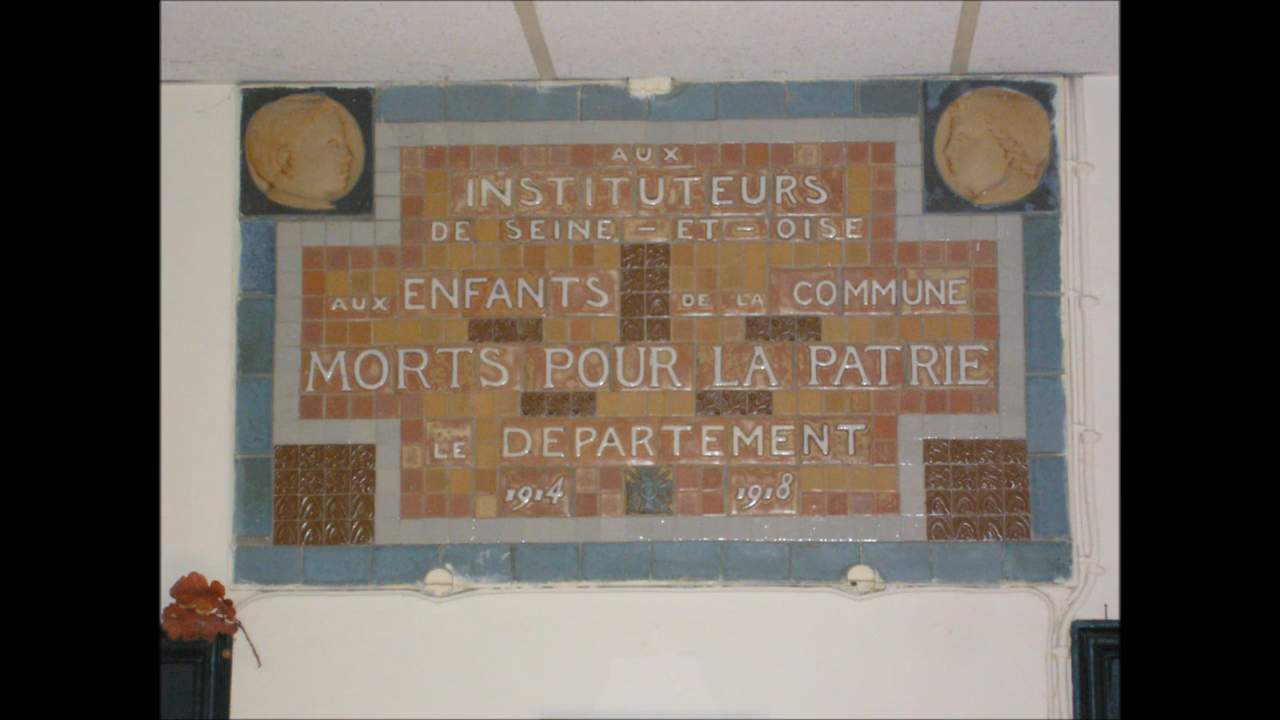 AUX
INSTITUTEURS
DE SEINE - ET - OISE
AUX ENFANTS DE LA COMMUNE
MORTS POUR LA PATRIE
LE DEPARTEMENT
1914 1918